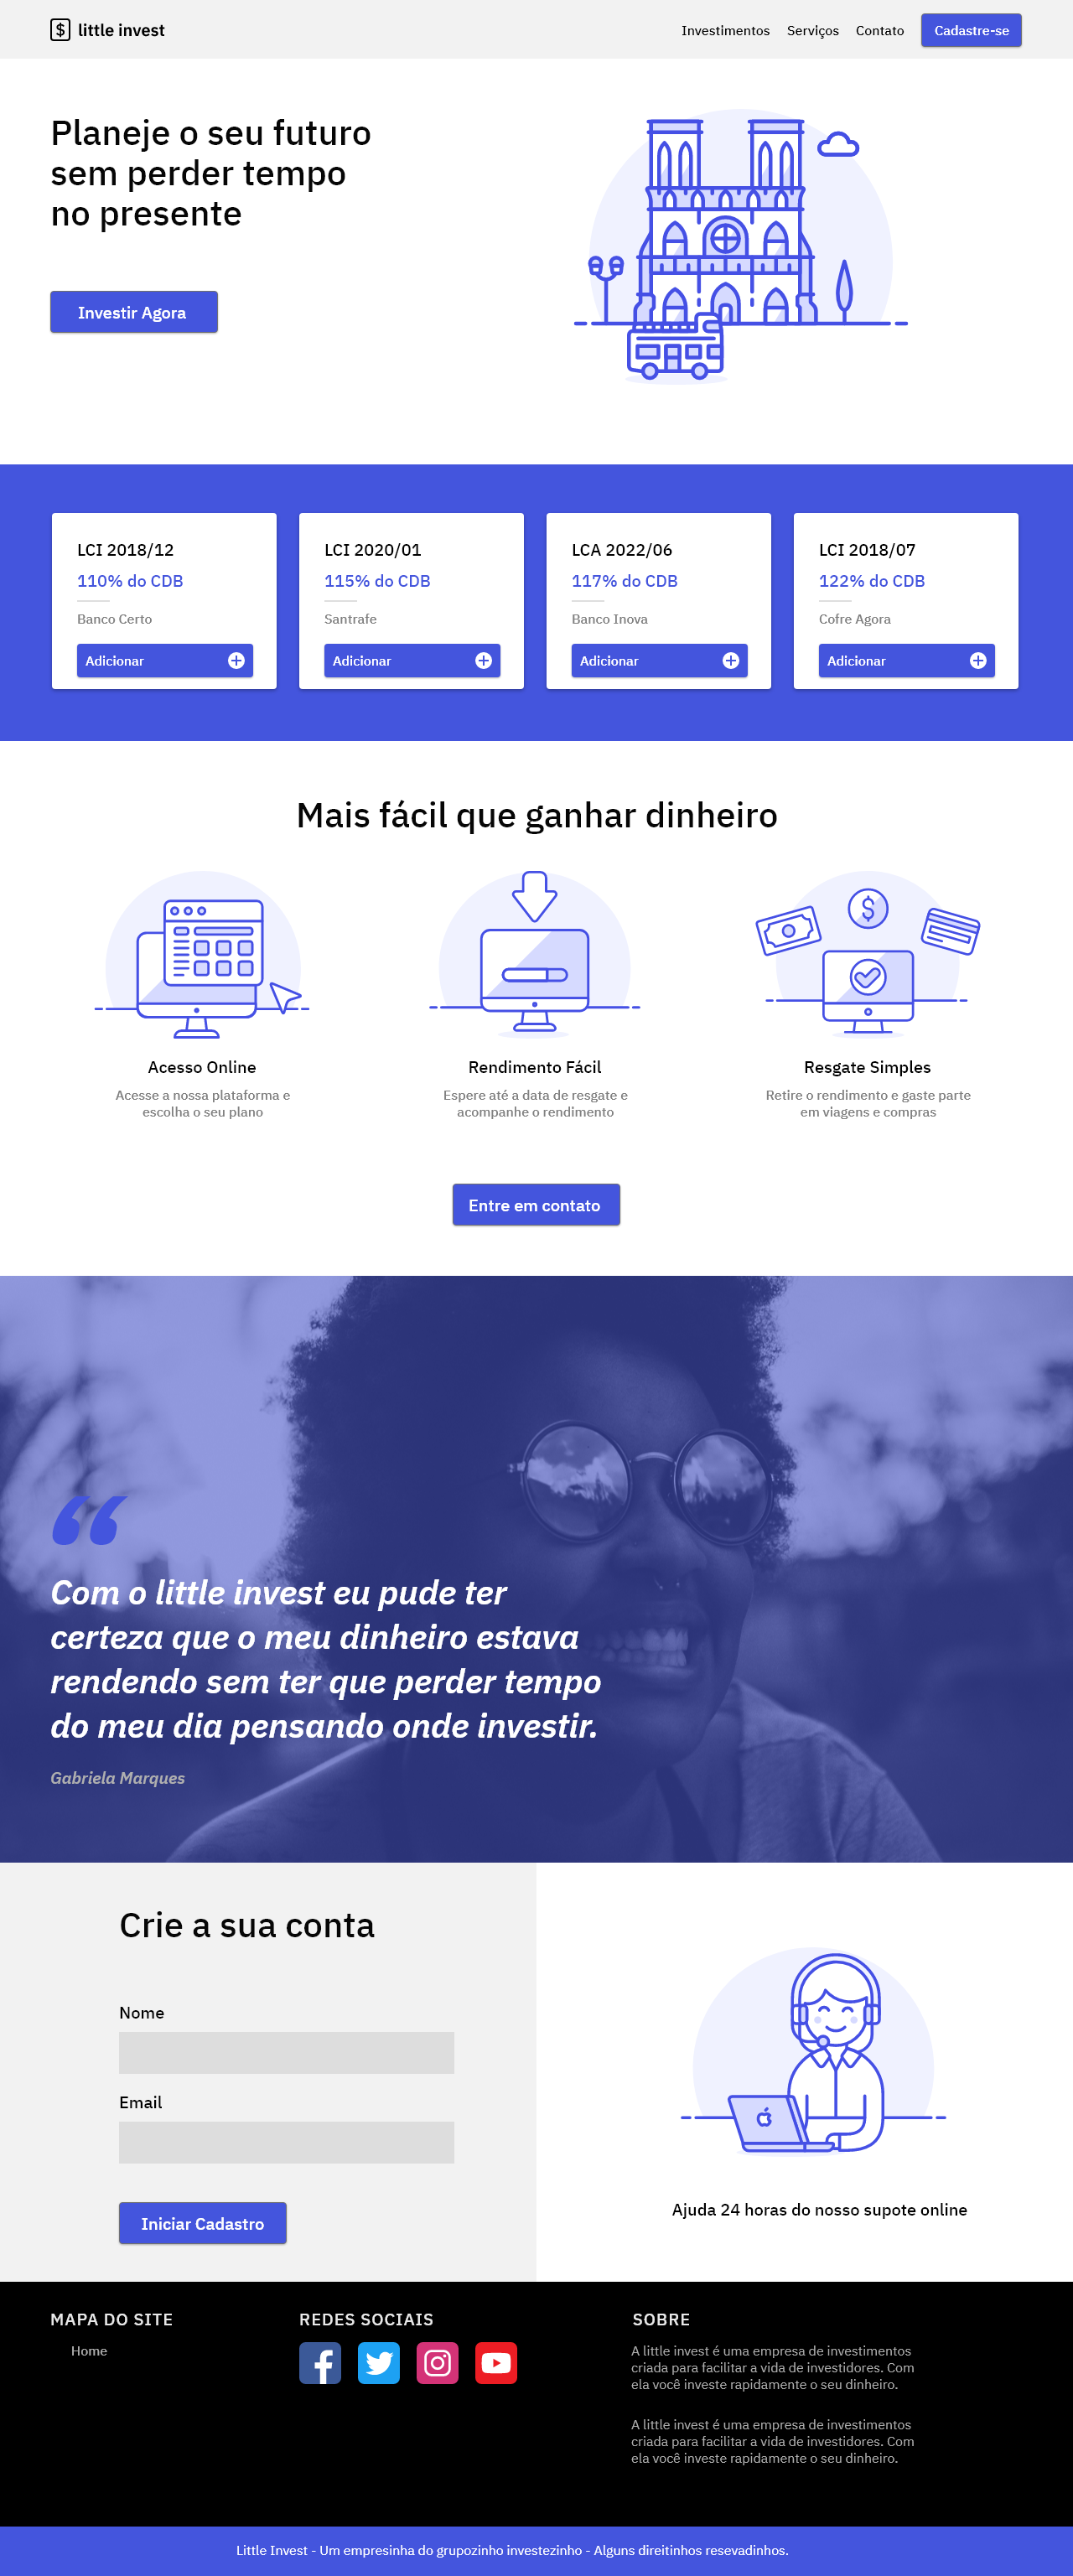 little invest
Investimentos
Serviços
Contato
Cadastre-se
Planeje o seu futuro
sem perder tempo
no presente
Investir Agora
LCI 2018/12
110% do CDB
Banco Certo
Adicionar
LCI 2020/01
115% do CDB
Santrafe
Adicionar
LCA 2022/06
117% do CDB
Banco Inova
Adicionar
LCI 2018/07
122% do CDB
Cofre Agora
Adicionar
Mais fácil que ganhar dinheiro
Acesso Online
Acesse a nossa plataforma e
escolha o seu plano
Rendimento Fácil
Espere até a data de resgate e
acompanhe o rendimento
Resgate Simples
Retire o rendimento e gaste parte
em viagens e compras
Entre em contato
“
Com o little invest eu pude ter
certeza que o meu dinheiro estava
rendendo sem ter que perder tempo
do meu dia pensando onde investir.
Gabriela Marques
Crie a sua conta
Nome
Email
Iniciar Cadastro
Ajuda 24 horas do nosso supote online
MAPA DO SITE
Home
REDES SOCIAIS
SOBRE
A little invest é uma empresa de investimentos
criada para facilitar a vida de investidores. Com
ela você investe rapidamente o seu dinheiro.
A little invest é uma empresa de investimentos
criada para facilitar a vida de investidores. Com
ela você investe rapidamente o seu dinheiro.
Little Invest - Um empresinha do grupozinho investezinho - Alguns direitinhos resevadinhos.